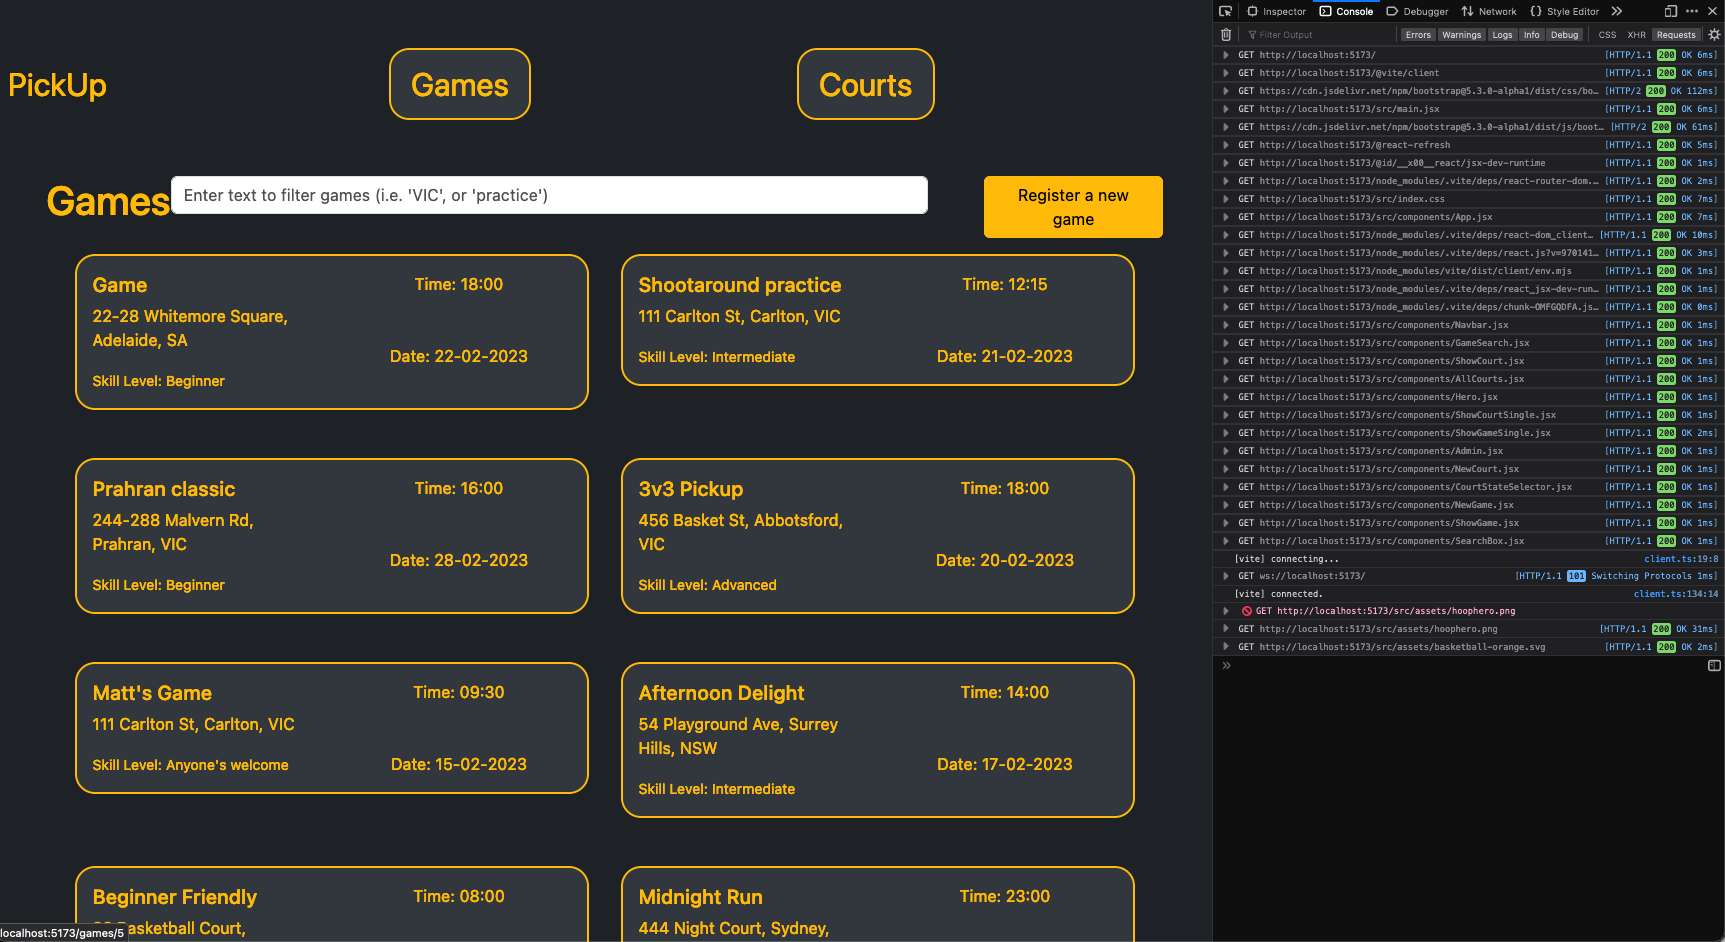 PickUp
Games
Courts
Games
Enter text to filter games (i.e. 'VIC', or 'practice')
Register a new
game
Game
Time: 18:00
22-28 Whitemore Square,
Adelaide, SA
Date: 22-02-2023
Skill Level: Beginner
Shootaround practice
Time: 12:15
111 Carlton St, Carlton, VIC
Skill Level: Intermediate
Date: 21-02-2023
Prahran classic
Time: 16:00
244-288 Malvern Rd,
Prahran, VIC
Date: 28-02-2023
Skill Level: Beginner
3v3 Pickup
Time: 18:00
456 Basket St, Abbotsford,
VIC
Date: 20-02-2023
Skill Level: Advanced
Matt's Game
Time: 09:30
111 Carlton St, Carlton, VIC
Skill Level: Anyone's welcome
Date: 15-02-2023
Afternoon Delight
Time: 14:00
54 Playground Ave, Surrey
Hills, NSW
Date: 17-02-2023
Skill Level: Intermediate
Beginner Friendly
Time: 08:00
asketball Court,
Midnight Run
Time: 23:00
444 Night Court, Sydney,
localhost:5173/games/5
Inspector Console Debugger Network Style Editor
Filter Output Errors Warnings Logs Info Debug CSS XHR Requests
GET http://localhost:5173/ [HTTP/1.1 200 OK 6ms]
GET http://localhost:5173/@vite/client [HTTP/1.1 200 OK 6ms]
GET https://cdn.jsdelivr.net/npm/bootstrap@5.3.0-alpha1/dist/css/bo… [HTTP/2 200 OK 112ms]
GET http://localhost:5173/src/main.jsx [HTTP/1.1 200 OK 6ms]
GET https://cdn.jsdelivr.net/npm/bootstrap@5.3.0-alpha1/dist/js/boot… [HTTP/2 200 OK 61ms]
GET http://localhost:5173/@react-refresh [HTTP/1.1 200 OK 5ms]
GET http://localhost:5173/@id/__x00__react/jsx-dev-runtime [HTTP/1.1 200 OK 1ms]
GET http://localhost:5173/node_modules/.vite/deps/react-router-dom.… [HTTP/1.1 200 OK 2ms]
GET http://localhost:5173/src/index.css [HTTP/1.1 200 OK 7ms]
GET http://localhost:5173/src/components/App.jsx [HTTP/1.1 200 OK 7ms]
GET http://localhost:5173/node_modules/.vite/deps/react-dom_client… [HTTP/1.1 200 OK 10ms]
GET http://localhost:5173/node_modules/.vite/deps/react.js?v=970141… [HTTP/1.1 200 OK 3ms]
GET http://localhost:5173/node_modules/vite/dist/client/env.mjs [HTTP/1.1 200 OK 1ms]
GET http://localhost:5173/node_modules/.vite/deps/react_jsx-dev-run… [HTTP/1.1 200 OK 1ms]
GET http://localhost:5173/node_modules/.vite/deps/chunk-OMFGQDFA.js… [HTTP/1.1 200 OK 0ms]
GET http://localhost:5173/src/components/Navbar.jsx [HTTP/1.1 200 OK 1ms]
GET http://localhost:5173/src/components/GameSearch.jsx [HTTP/1.1 200 OK 1ms]
GET http://localhost:5173/src/components/ShowCourt.jsx [HTTP/1.1 200 OK 1ms]
GET http://localhost:5173/src/components/AllCourts.jsx [HTTP/1.1 200 OK 1ms]
GET http://localhost:5173/src/components/Hero.jsx [HTTP/1.1 200 OK 1ms]
GET http://localhost:5173/src/components/ShowCourtSingle.jsx [HTTP/1.1 200 OK 1ms]
GET http://localhost:5173/src/components/ShowGameSingle.jsx [HTTP/1.1 200 OK 2ms]
GET http://localhost:5173/src/components/Admin.jsx [HTTP/1.1 200 OK 1ms]
GET http://localhost:5173/src/components/NewCourt.jsx [HTTP/1.1 200 OK 1ms]
GET http://localhost:5173/src/components/CourtStateSelector.jsx [HTTP/1.1 200 OK 1ms]
GET http://localhost:5173/src/components/NewGame.jsx [HTTP/1.1 200 OK 1ms]
GET http://localhost:5173/src/components/ShowGame.jsx [HTTP/1.1 200 OK 1ms]
GET http://localhost:5173/src/components/SearchBox.jsx [HTTP/1.1 200 OK 1ms]
[vite] connecting... client.ts:19:8
GET ws://localhost:5173/ [HTTP/1.1 101 Switching Protocols 1ms]
[vite] connected. client.ts:134:14
GET http://localhost:5173/src/assets/hoophero.png
GET http://localhost:5173/src/assets/hoophero.png [HTTP/1.1 200 OK 31ms]
GET http://localhost:5173/src/assets/basketball-orange.svg [HTTP/1.1 200 OK 2ms]